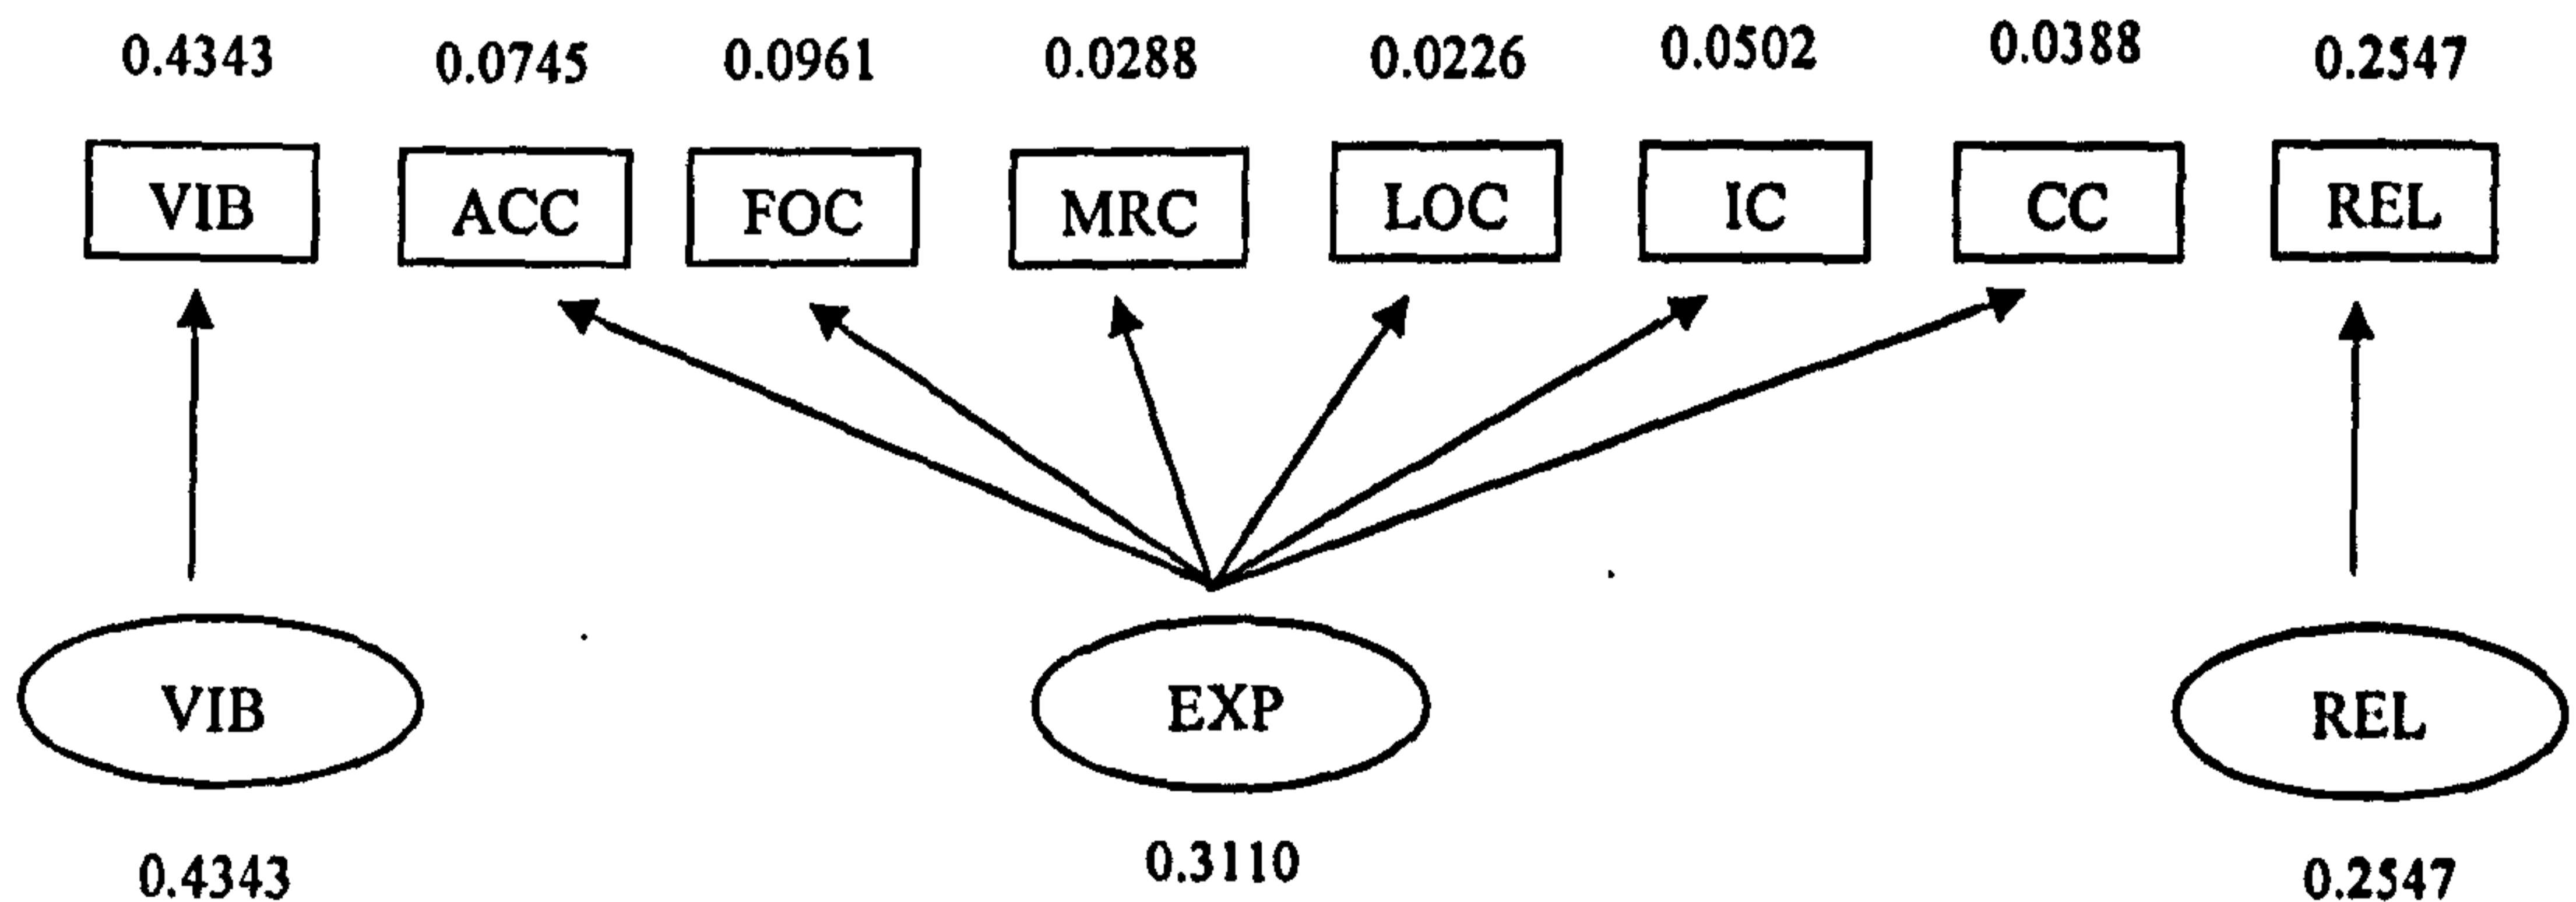 0.4343 0.0745 0.0961 0.0288 0.0226 0.0502 0.0388 0.2547
VIB ACC FOC MRC LOC IC CC REL
VIB EXP REL
0.4343 0.3110 0.2547